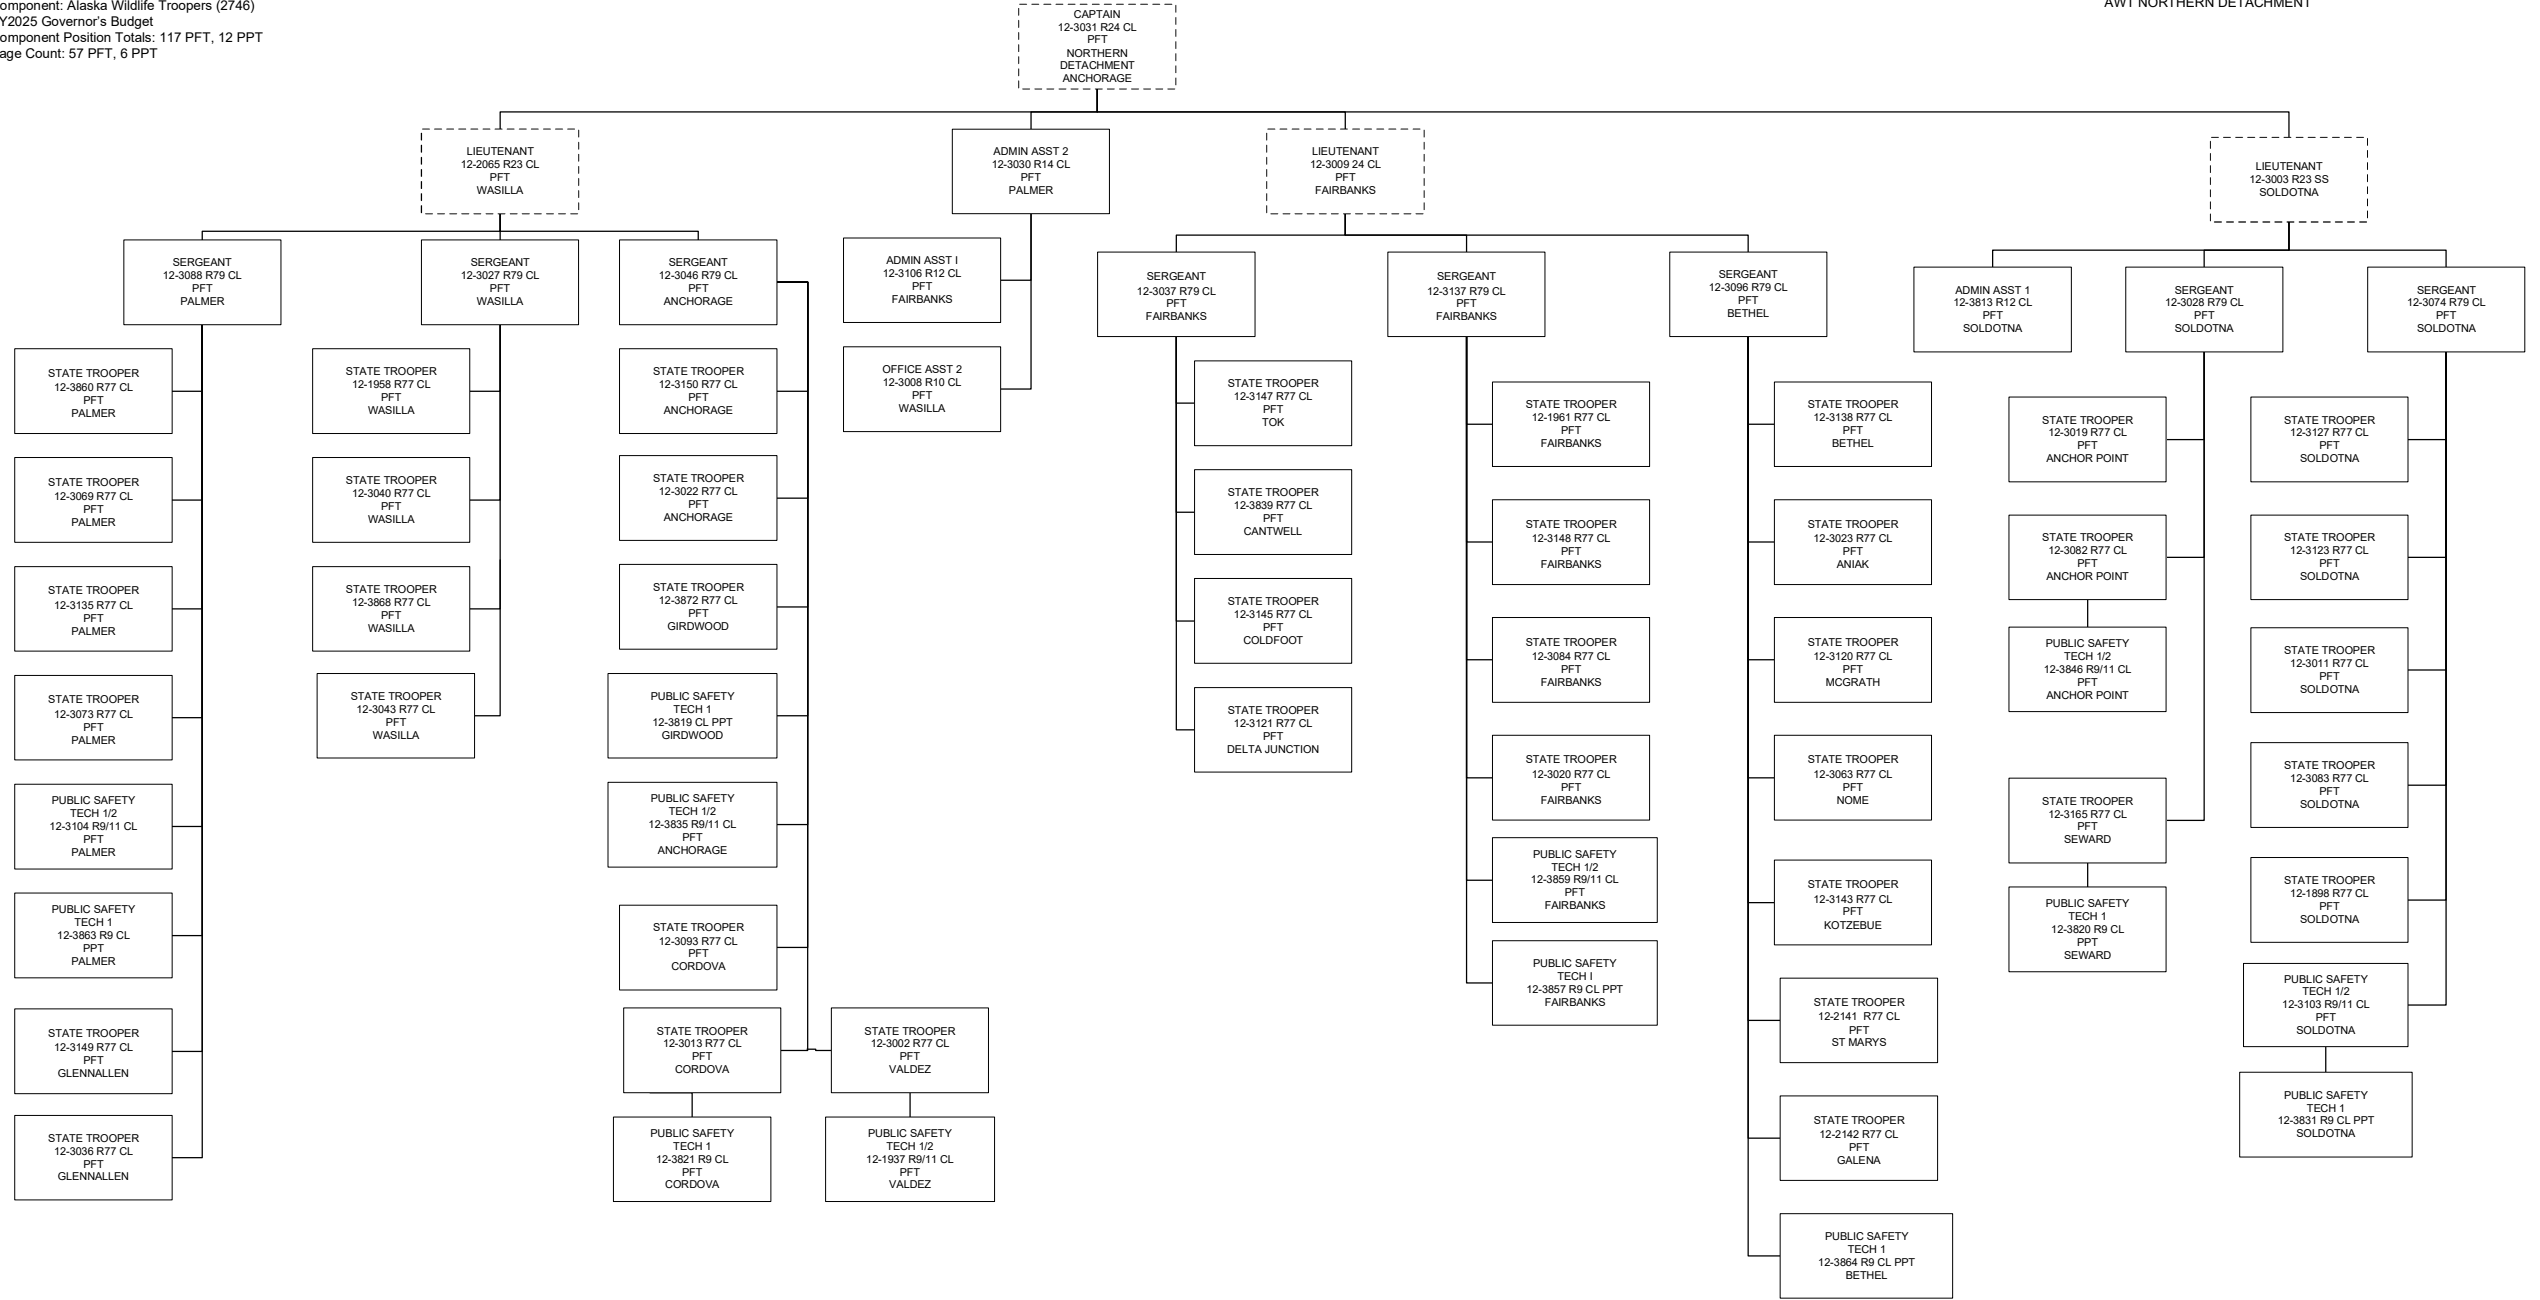 omponent: Alaska Wildlife Troopers (2746)
Y2025 Governor's Budget
omponent Position Totals: 117 PFT, 12 PPT
age Count: 57 PFT, 6 PPT
AWT NORTHERN DETACHMENT
CAPTAIN
12-3031 R24 CL
PFT
NORTHERN
DETACHMENT
ANCHORAGE
LIEUTENANT
12-2065 R23 CL
PFT
WASILLA
ADMIN ASST 2
12-3030 R14 CL
PFT
PALMER
LIEUTENANT
12-3009 24 CL
PFT
FAIRBANKS
LIEUTENANT
12-3003 R23 SS
SOLDOTNA
SERGEANT
12-3088 R79 CL
PFT
PALMER
SERGEANT
12-3027 R79 CL
PFT
WASILLA
SERGEANT
12-3046 R79 CL
PFT
ANCHORAGE
ADMIN ASST I
12-3106 R12 CL
PFT
FAIRBANKS
OFFICE ASST 2
12-3008 R10 CL
PFT
WASILLA
SERGEANT
12-3037 R79 CL
PFT
FAIRBANKS
SERGEANT
12-3137 R79 CL
PFT
FAIRBANKS
SERGEANT
12-3096 R79 CL
PFT
BETHEL
ADMIN ASST 1
12-3813 R12 CL
PFT
SOLDOTNA
SERGEANT
12-3028 R79 CL
PFT
SOLDOTNA
SERGEANT
12-3074 R79 CL
PFT
SOLDOTNA
STATE TROOPER
12-3860 R77 CL
PFT
PALMER
STATE TROOPER
12-3069 R77 CL
PFT
PALMER
STATE TROOPER
12-3135 R77 CL
PFT
PALMER
STATE TROOPER
12-3073 R77 CL
PFT
PALMER
PUBLIC SAFETY
TECH 1/2
12-3104 R9/11 CL
PFT
PALMER
PUBLIC SAFETY
TECH 1
12-3863 R9 CL
PPT
PALMER
STATE TROOPER
12-3149 R77 CL
PFT
GLENNALLEN
STATE TROOPER
12-3036 R77 CL
PFT
GLENNALLEN
STATE TROOPER
12-1958 R77 CL
PFT
WASILLA
STATE TROOPER
12-3040 R77 CL
PFT
WASILLA
STATE TROOPER
12-3868 R77 CL
PFT
WASILLA
STATE TROOPER
12-3043 R77 CL
PFT
WASILLA
STATE TROOPER
12-3150 R77 CL
PFT
ANCHORAGE
STATE TROOPER
12-3022 R77 CL
PFT
ANCHORAGE
STATE TROOPER
12-3872 R77 CL
PFT
GIRDWOOD
PUBLIC SAFETY
TECH 1
12-3819 CL PPT
GIRDWOOD
PUBLIC SAFETY
TECH 1/2
12-3835 R9/11 CL
PFT
ANCHORAGE
STATE TROOPER
12-3093 R77 CL
PFT
CORDOVA
STATE TROOPER
12-3013 R77 CL
PFT
CORDOVA
STATE TROOPER
12-3002 R77 CL
PFT
VALDEZ
PUBLIC SAFETY
TECH 1
12-3821 R9 CL
PFT
CORDOVA
PUBLIC SAFETY
TECH 1/2
12-1937 R9/11 CL
PFT
VALDEZ
STATE TROOPER
12-3147 R77 CL
PFT
TOK
STATE TROOPER
12-3839 R77 CL
PFT
CANTWELL
STATE TROOPER
12-3145 R77 CL
PFT
COLDFOOT
STATE TROOPER
12-3121 R77 CL
PFT
DELTA JUNCTION
STATE TROOPER
12-1961 R77 CL
PFT
FAIRBANKS
STATE TROOPER
12-3148 R77 CL
PFT
FAIRBANKS
STATE TROOPER
12-3084 R77 CL
PFT
FAIRBANKS
STATE TROOPER
12-3020 R77 CL
PFT
FAIRBANKS
PUBLIC SAFETY
TECH 1/2
12-3859 R9/11 CL
PFT
FAIRBANKS
PUBLIC SAFETY
TECH I
12-3857 R9 CL PPT
FAIRBANKS
STATE TROOPER
12-3138 R77 CL
PFT
BETHEL
STATE TROOPER
12-3023 R77 CL
PFT
ANIAK
STATE TROOPER
12-3120 R77 CL
PFT
MCGRATH
STATE TROOPER
12-3063 R77 CL
PFT
NOME
STATE TROOPER
12-3143 R77 CL
PFT
KOTZEBUE
STATE TROOPER
12-2141 R77 CL
PFT
ST MARYS
STATE TROOPER
12-2142 R77 CL
PFT
GALENA
PUBLIC SAFETY
TECH 1
12-3864 R9 CL PPT
BETHEL
STATE TROOPER
12-3019 R77 CL
PFT
ANCHOR POINT
STATE TROOPER
12-3082 R77 CL
PFT
ANCHOR POINT
PUBLIC SAFETY
TECH 1/2
12-3846 R9/11 CL
PFT
ANCHOR POINT
STATE TROOPER
12-3165 R77 CL
PFT
SEWARD
PUBLIC SAFETY
TECH 1
12-3820 R9 CL
PPT
SEWARD
STATE TROOPER
12-3127 R77 CL
PFT
SOLDOTNA
STATE TROOPER
12-3123 R77 CL
PFT
SOLDOTNA
STATE TROOPER
12-3011 R77 CL
PFT
SOLDOTNA
STATE TROOPER
12-3083 R77 CL
PFT
SOLDOTNA
STATE TROOPER
12-1898 R77 CL
PFT
SOLDOTNA
PUBLIC SAFETY
TECH 1/2
12-3103 R9/11 CL
PFT
SOLDOTNA
PUBLIC SAFETY
TECH 1
12-3831 R9 CL PPT
SOLDOTNA